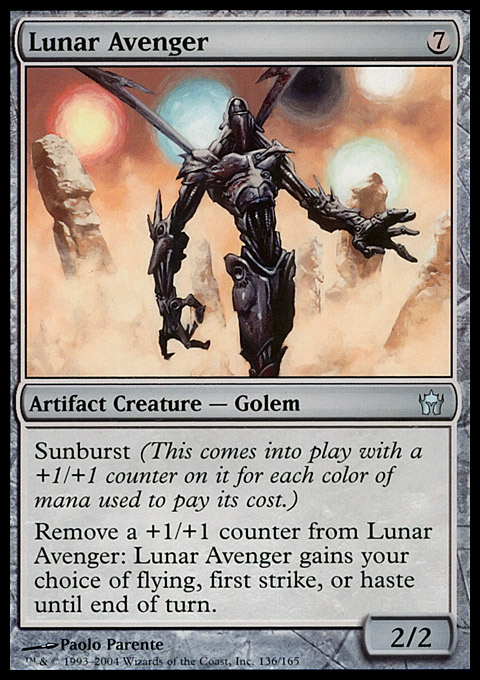 Lunar Avenger 7
Artifact Creature — Golem
Sunburst (This comes into play with a
+1/+1 counter on it for each color of
mana used to pay its cost.)
Remove a +1/+1 counter from Lunar
Avenger: Lunar Avenger gains your
choice of flying, first strike, or haste
until end of turn.
2/2
Paolo Parente
™ & © 1993–2004 Wizards of the Coast, Inc. 136/165